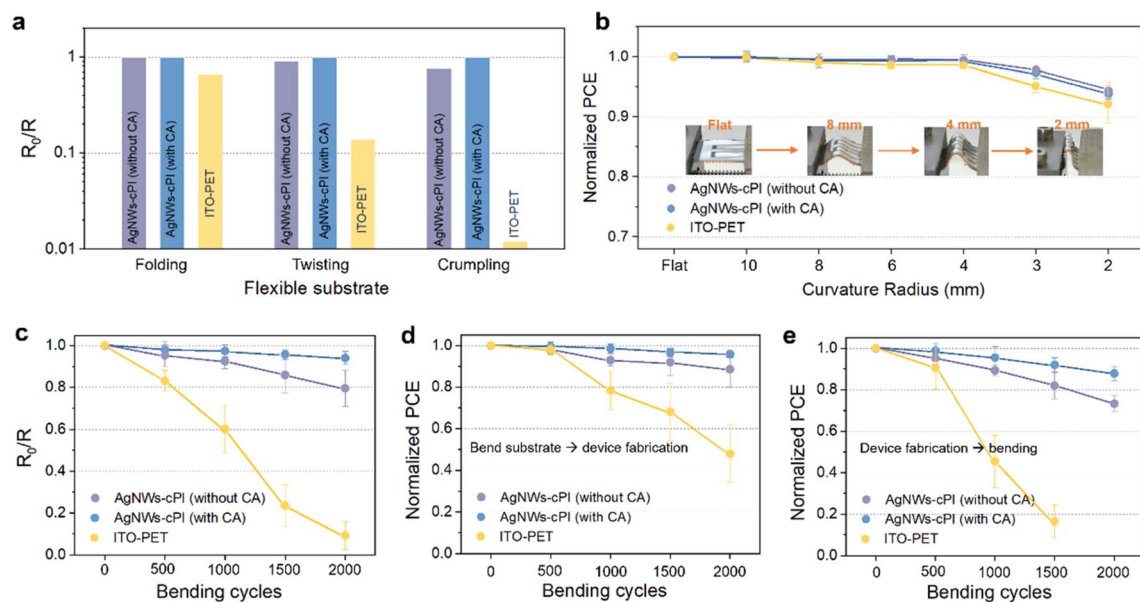 a
R₀/R
1
0.1
0.01
AgNWs-cPI (without CA)
AgNWs-cPI (with CA)
ITO-PET
AgNWs-cPI (without CA)
AgNWs-cPI (with CA)
ITO-PET
AgNWs-cPI (without CA)
AgNWs-cPI (with CA)
ITO-PET
Folding
Twisting
Crumpling
Flexible substrate
b
Normalized PCE
1.0
0.9
0.8
0.7
Flat
8 mm
4 mm
2 mm
AgNWs-cPI (without CA)
AgNWs-cPI (with CA)
ITO-PET
Flat
10
8
6
4
3
2
Curvature Radius (mm)
c
R₀/R
1.0
0.8
0.6
0.4
0.2
0.0
AgNWs-cPI (without CA)
AgNWs-cPI (with CA)
ITO-PET
0
500
1000
1500
2000
Bending cycles
d
Normalized PCE
1.0
0.8
0.6
0.4
0.2
0.0
Bend substrate → device fabrication
AgNWs-cPI (without CA)
AgNWs-cPI (with CA)
ITO-PET
0
500
1000
1500
2000
Bending cycles
e
Normalized PCE
1.0
0.8
0.6
0.4
0.2
0.0
Device fabrication → bending
AgNWs-cPI (without CA)
AgNWs-cPI (with CA)
ITO-PET
0
500
1000
1500
2000
Bending cycles